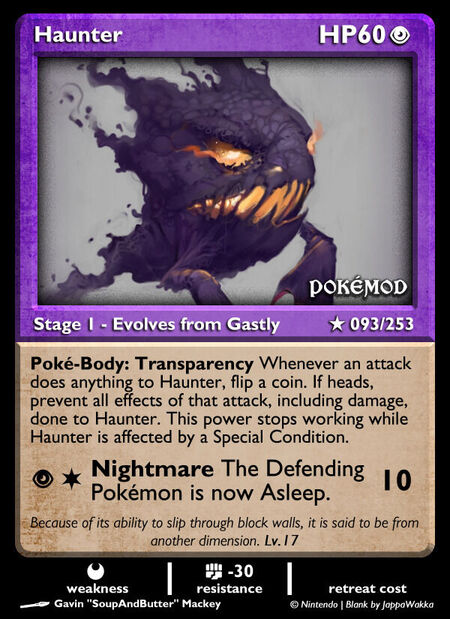 Haunter HP60
POKÉMOD
Stage 1 - Evolves from Gastly ★ 093/253
Poké-Body: Transparency Whenever an attack
does anything to Haunter, flip a coin. If heads,
prevent all effects of that attack, including damage,
done to Haunter. This power stops working while
Haunter is affected by a Special Condition.
Nightmare The Defending
Pokémon is now Asleep. 10
Because of its ability to slip through block walls, it is said to be from
another dimension. Lv.17
-30
weakness resistance retreat cost
Gavin "SoupAndButter" Mackey © Nintendo | Blank by JappaWakka